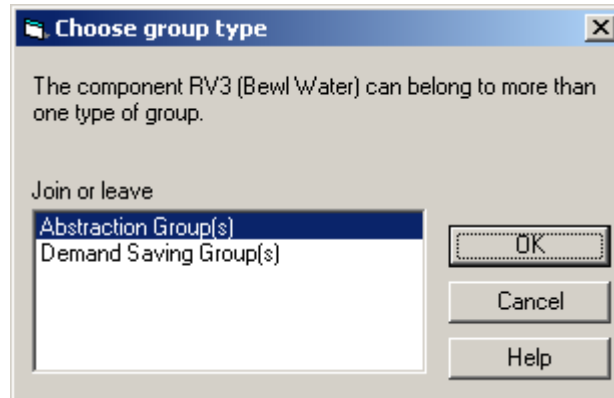 Choose group type
The component RV3 (Bewl Water) can belong to more than
one type of group.
Join or leave
Abstraction Group(s)
Demand Saving Group(s)
OK
Cancel
Help